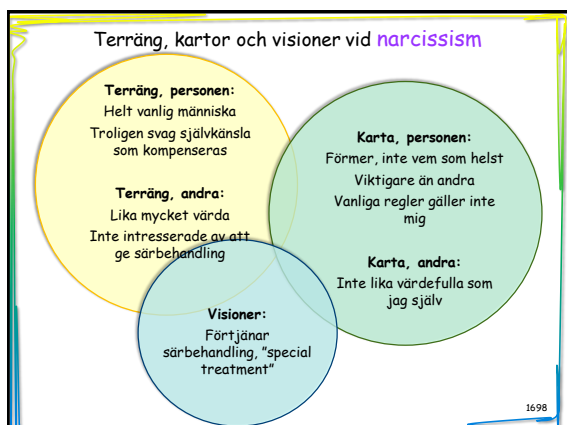 Terräng, kartor och visioner vid narcissism
Terräng, personen:
Helt vanlig människa
Troligen svag självkänsla
som kompenseras
Terräng, andra:
Lika mycket värda
Inte intresserade av att
ge särbehandling
Karta, personen:
Förmer, inte vem som helst
Viktigare än andra
Vanliga regler gäller inte
mig
Karta, andra:
Inte lika värdefulla som
jag själv
Visioner:
Förtjänar
särbehandling, ”special
treatment”
1698